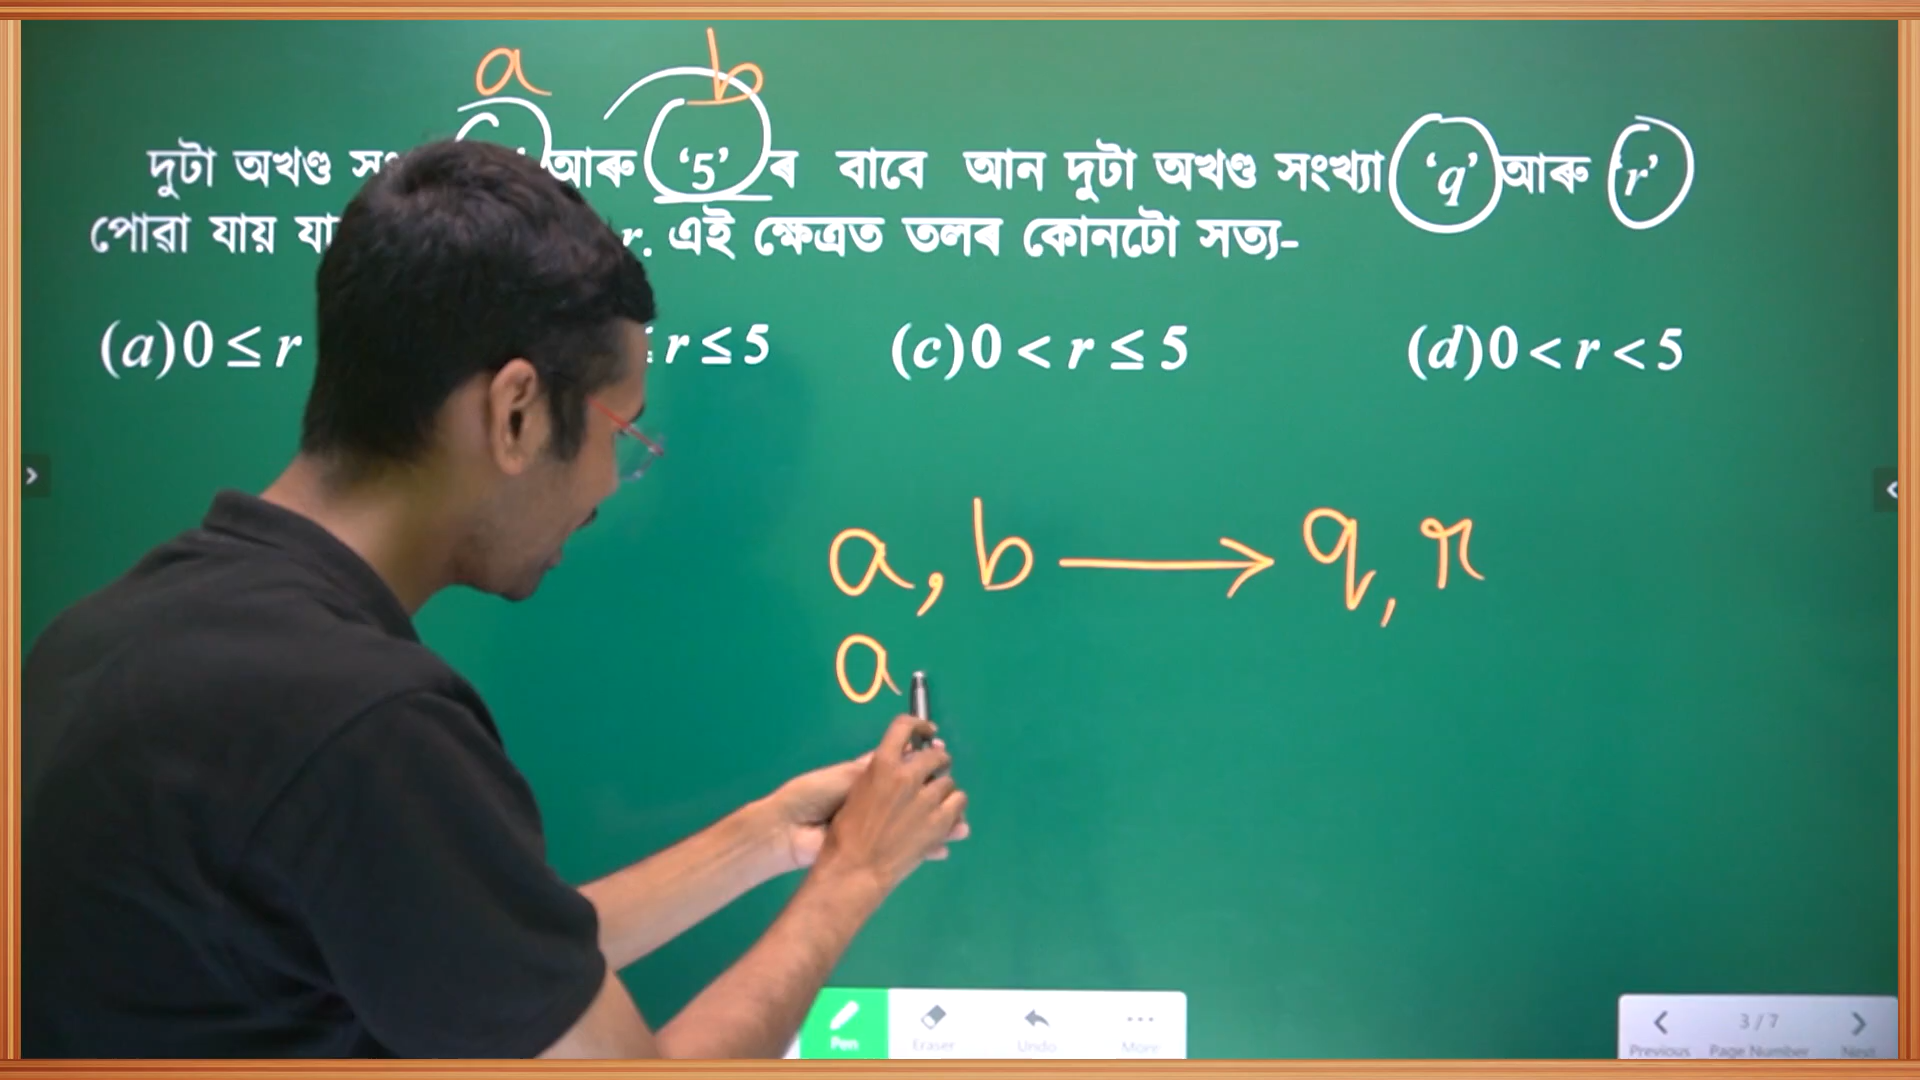 a b
দুটা অখণ্ড আৰু ‘5’ ৰ বাবে আন দুটা অখণ্ড সংখ্যা ‘q’ আৰু ‘r’
পোৱা যায় r. এই ক্ষেত্ৰত তলৰ কোনটো সত্য-
(a) 0 ≤ r r ≤ 5 (c) 0 < r ≤ 5 (d) 0 < r < 5
a, b → q, r
a
Pen Eraser Undo More
3 / 7
Previous Page Number Next